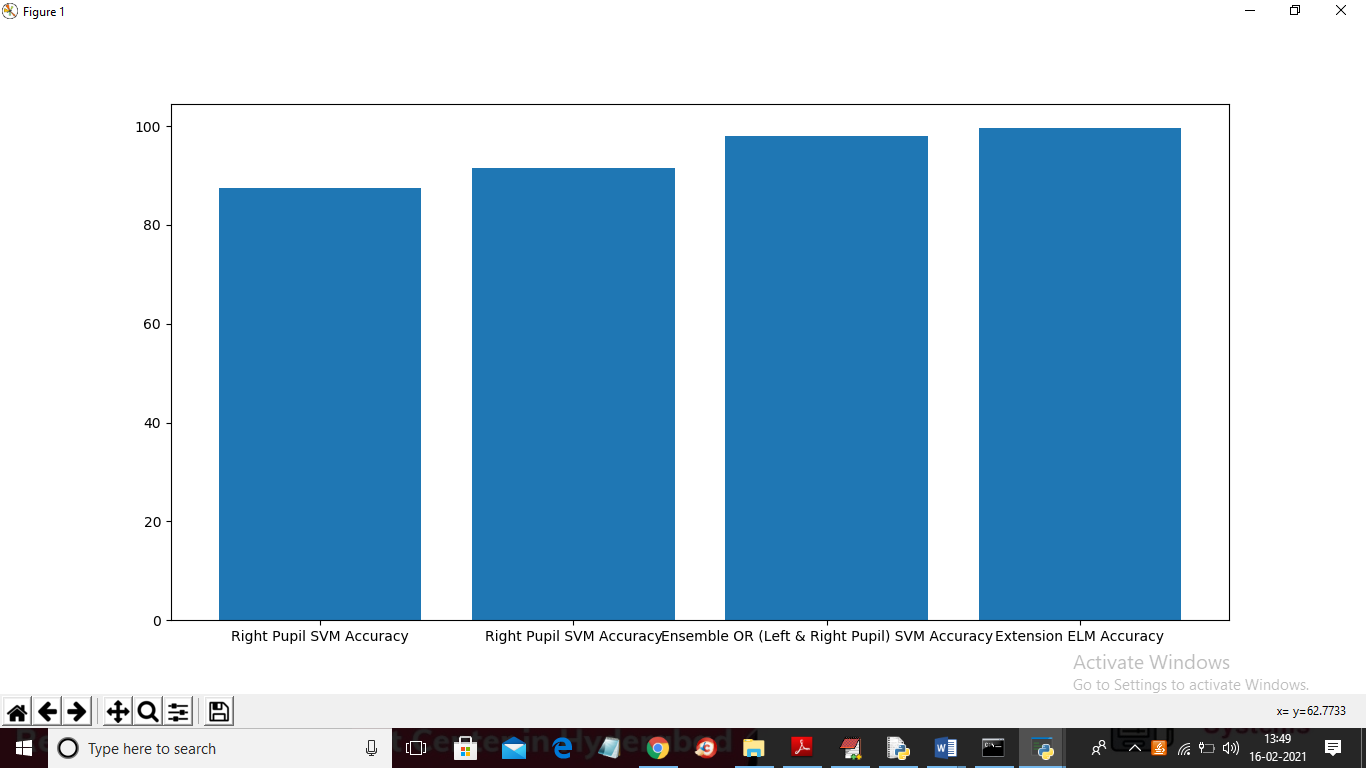 Figure 1
100
80
60
40
20
0
Right Pupil SVM Accuracy Right Pupil SVM Accuracy Ensemble OR (Left & Right Pupil) SVM Accuracy Extension ELM Accuracy
Activate Windows
Go to Settings to activate Windows.
x= y=62.7733
Type here to search
13:49
16-02-2021